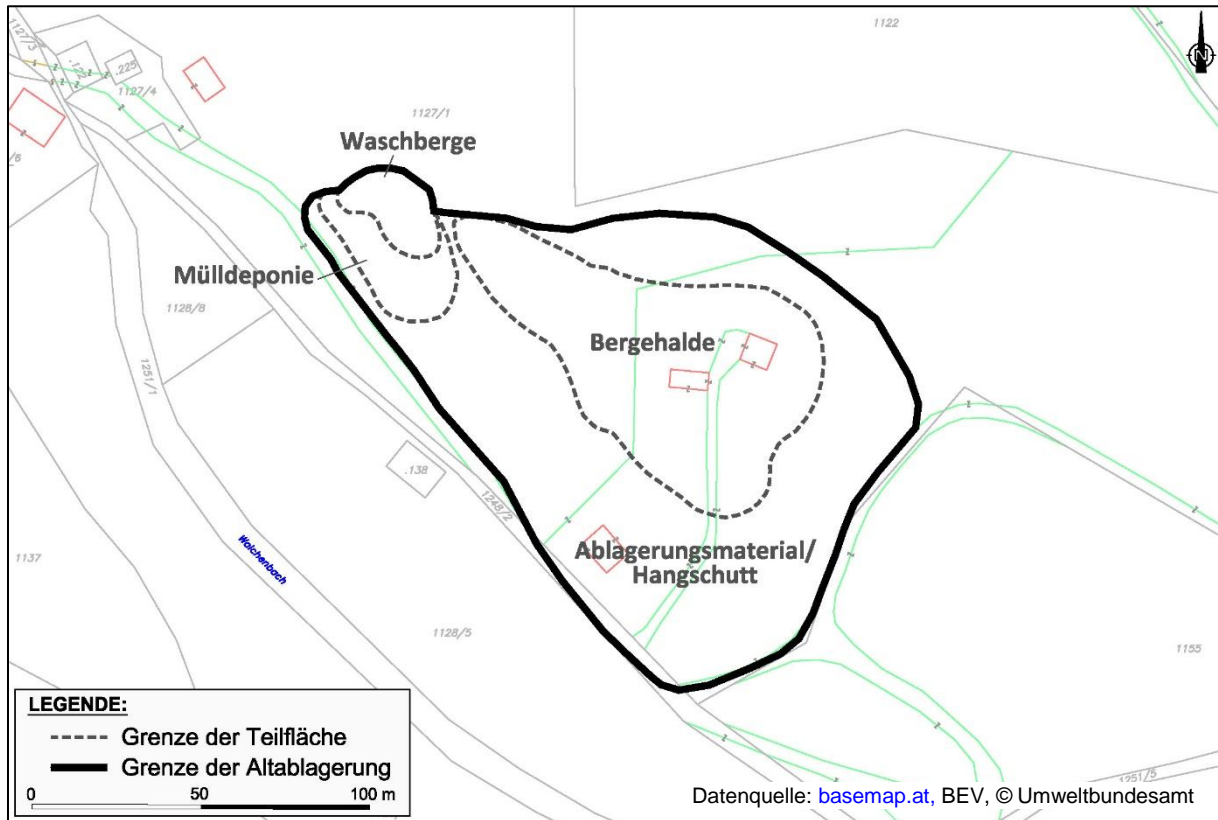 1127/3
.225
1127/4
1122
N
1127/1
Waschberge
Mülldeponie
1128/8
1251/1
Bergehalde
.138
1248/2
Ablagerungsmaterial/
Hangschutt
1137
Walchenbach
1128/5
1155
1251/5
LEGENDE:
Grenze der Teilfläche
Grenze der Altablagerung
0 50 100 m
Datenquelle: basemap.at, BEV, © Umweltbundesamt